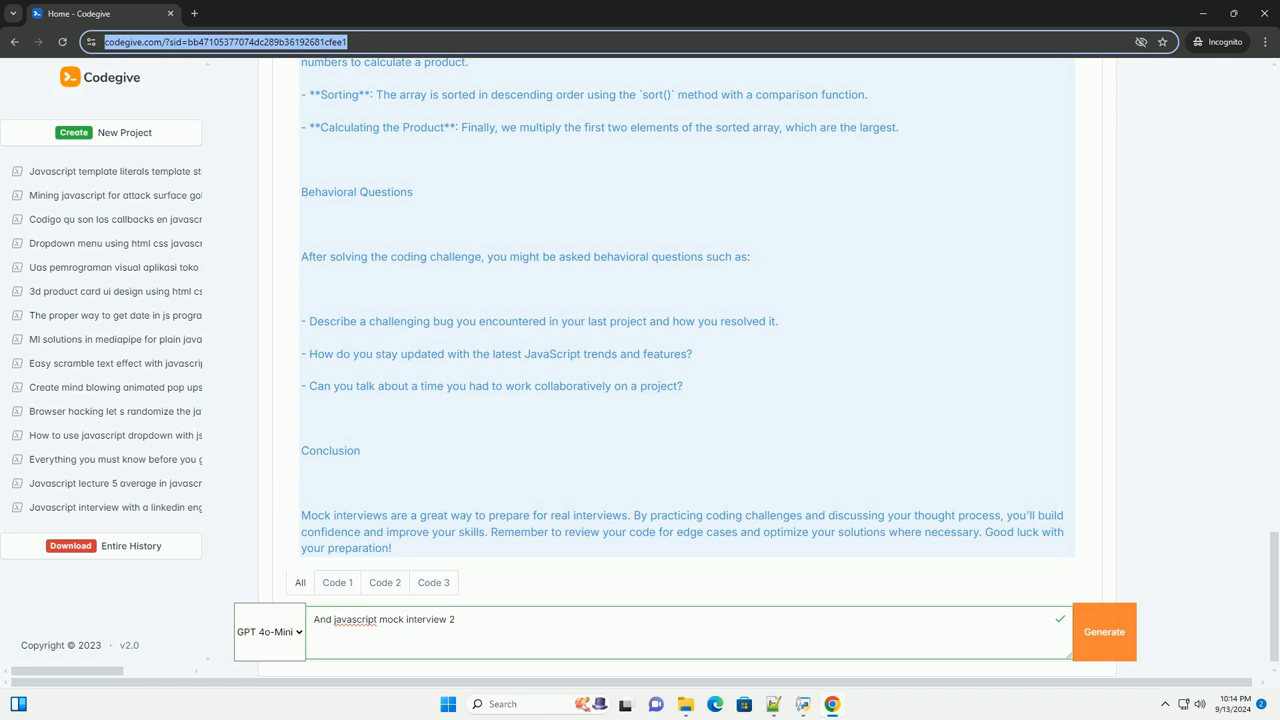 Home - Codegive
codegive.com/?sid=bb47105377074dc289b36192681cfee1
Incognito
Codegive
Create New Project
Javascript template literals template st
Mining javascript for attack surface gol
Codigo qu son los callbacks en javascr
Dropdown menu using html css javascr
Uas pemrograman visual aplikasi toko
3d product card ui design using html cs
The proper way to get date in js progra
Ml solutions in mediapipe for plain java
Easy scramble text effect with javascrip
Create mind blowing animated pop ups
Browser hacking let s randomize the ja
How to use javascript dropdown with js
Everything you must know before you g
Javascript lecture 5 average in javascr
Javascript interview with a linkedin eng
Download Entire History
Copyright © 2023 · v2.0
numbers to calculate a product.
- **Sorting**: The array is sorted in descending order using the `sort()` method with a comparison function.
- **Calculating the Product**: Finally, we multiply the first two elements of the sorted array, which are the largest.
Behavioral Questions
After solving the coding challenge, you might be asked behavioral questions such as:
- Describe a challenging bug you encountered in your last project and how you resolved it.
- How do you stay updated with the latest JavaScript trends and features?
- Can you talk about a time you had to work collaboratively on a project?
Conclusion
Mock interviews are a great way to prepare for real interviews. By practicing coding challenges and discussing your thought process, you'll build
confidence and improve your skills. Remember to review your code for edge cases and optimize your solutions where necessary. Good luck with
your preparation!
All Code 1 Code 2 Code 3
GPT 4o-Mini
And javascript mock interview 2
Generate
Search
10:14 PM
9/13/2024
2